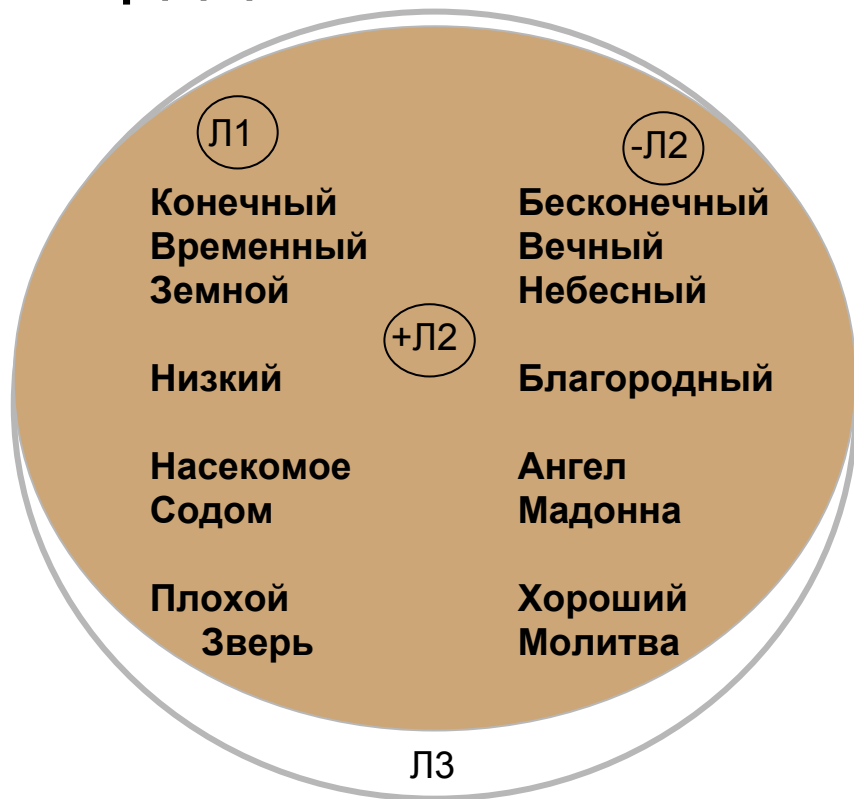 Л1
-Л2
Конечный Бесконечный
Временный Вечный
Земной Небесный
+Л2
Низкий Благородный
Насекомое Ангел
Содом Мадонна
Плохой Хороший
Зверь Молитва
Л3